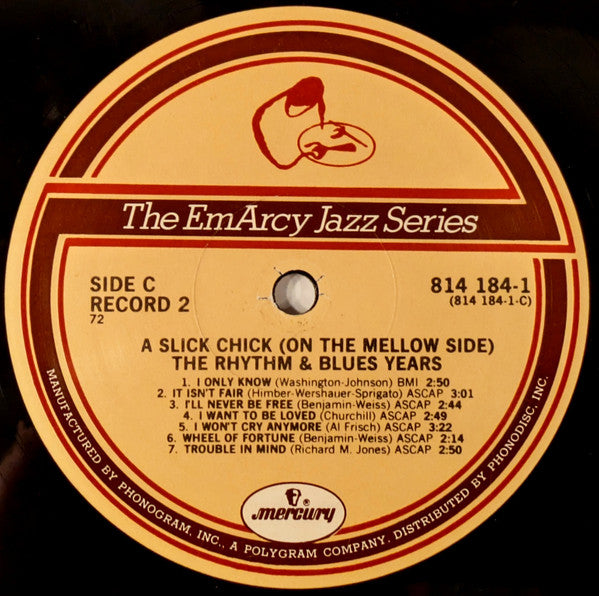 The EmArcy Jazz Series
SIDE C
RECORD 2
72
814 184-1
(814 184-1-C)
A SLICK CHICK (ON THE MELLOW SIDE)
THE RHYTHM & BLUES YEARS
1. I ONLY KNOW (Washington-Johnson) BMI 2:50
2. IT ISN'T FAIR (Himber-Wershauer-Sprigato) ASCAP 3:01
3. I'LL NEVER BE FREE (Benjamin-Weiss) ASCAP 2:44
4. I WANT TO BE LOVED (Churchill) ASCAP 2:49
5. I WON'T CRY ANYMORE (Al Frisch) ASCAP 3:22
6. WHEEL OF FORTUNE (Benjamin-Weiss) ASCAP 2:14
7. TROUBLE IN MIND (Richard M. Jones) ASCAP 2:50
®
mercury
MANUFACTURED BY PHONOGRAM, INC., A POLYGRAM COMPANY, DISTRIBUTED BY PHONODISC, INC.